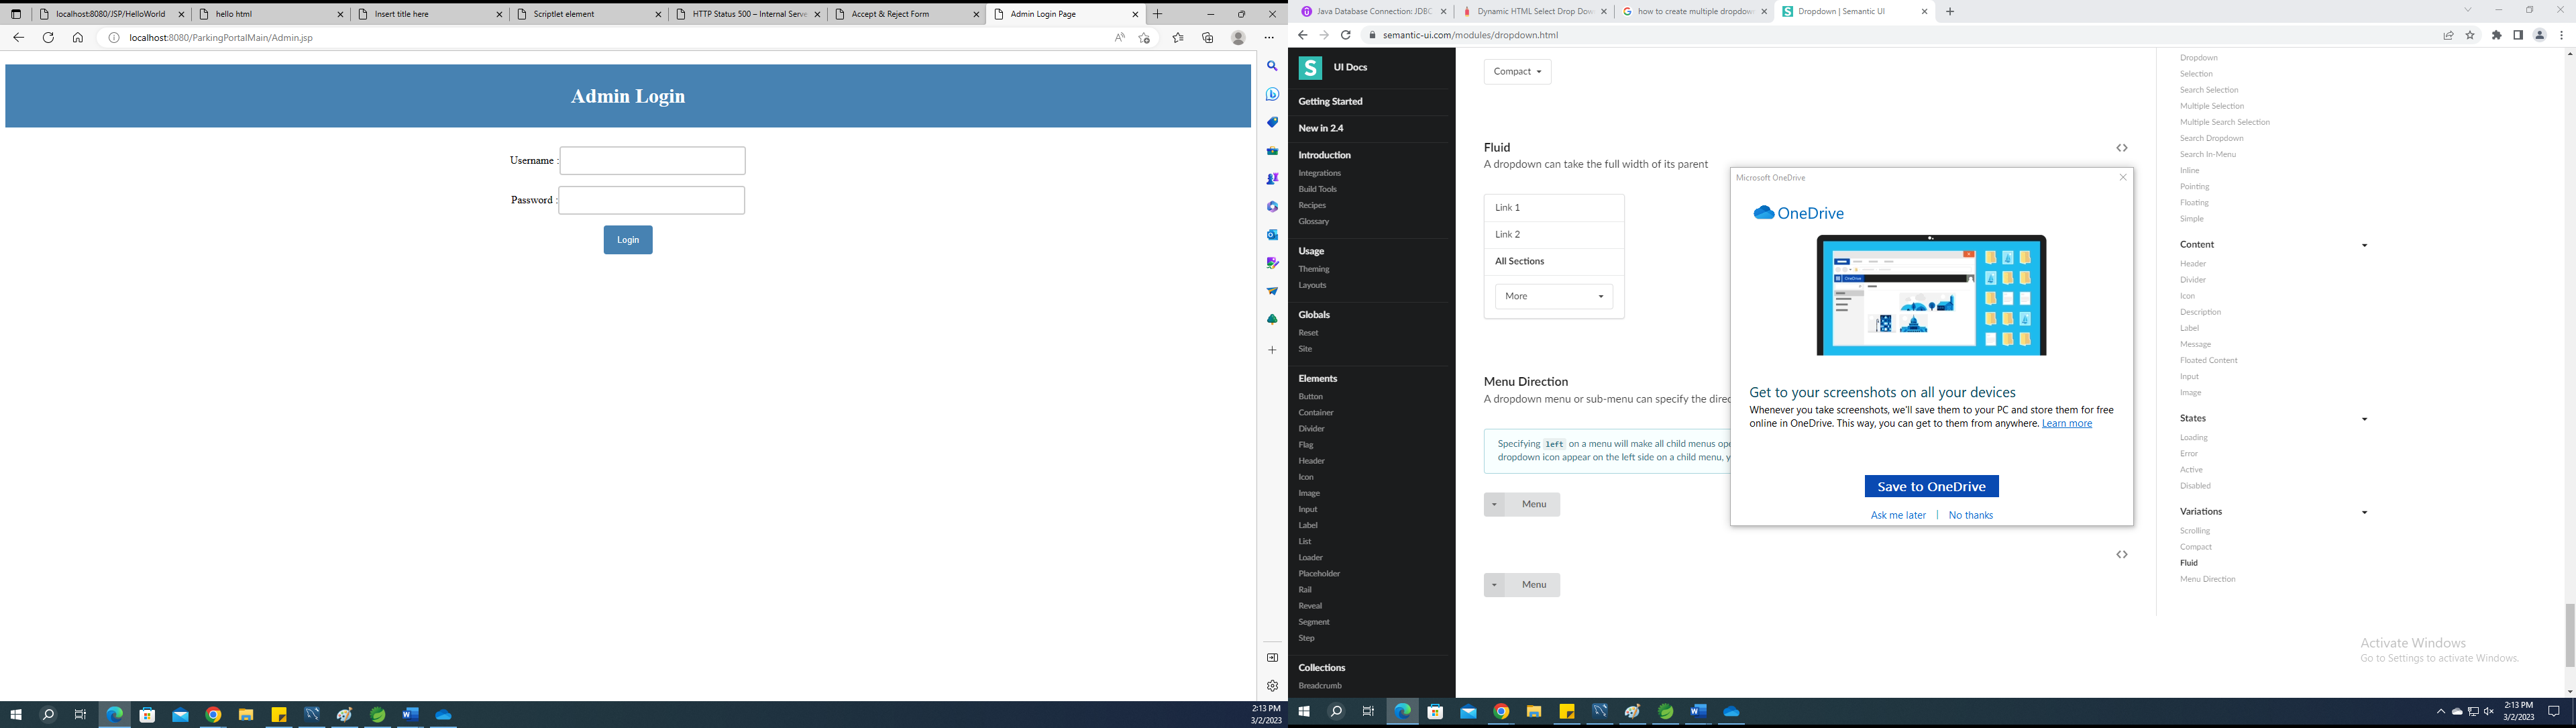 localhost:8080/JSP/HelloWorld
hello html
Insert title here
Scriptlet element
HTTP Status 500 – Internal Serve
Accept & Reject Form
Admin Login Page
localhost:8080/ParkingPortalMain/Admin.jsp
Admin Login
Username :
Password :
Login
2:13 PM
3/2/2023
Java Database Connection: JDBC
Dynamic HTML Select Drop Dow
how to create multiple dropdow
Dropdown | Semantic UI
semantic-ui.com/modules/dropdown.html
UI Docs
Getting Started
New in 2.4
Introduction
Integrations
Build Tools
Recipes
Glossary
Usage
Theming
Layouts
Globals
Reset
Site
Elements
Button
Container
Divider
Flag
Header
Icon
Image
Input
Label
List
Loader
Placeholder
Rail
Reveal
Segment
Step
Collections
Breadcrumb
Compact
Fluid
A dropdown can take the full width of its parent
Link 1
Link 2
All Sections
More
Menu Direction
A dropdown menu or sub-menu can specify the direc
Specifying left on a menu will make all child menus ope
dropdown icon appear on the left side on a child menu, y
Menu
Menu
Microsoft OneDrive
OneDrive
OneDrive
Get to your screenshots on all your devices
Whenever you take screenshots, we'll save them to your PC and store them for free
online in OneDrive. This way, you can get to them from anywhere. Learn more
Save to OneDrive
Ask me later | No thanks
Dropdown
Selection
Search Selection
Multiple Selection
Multiple Search Selection
Search Dropdown
Search In-Menu
Inline
Pointing
Floating
Simple
Content
Header
Divider
Icon
Description
Label
Message
Floated Content
Input
Image
States
Loading
Error
Active
Disabled
Variations
Scrolling
Compact
Fluid
Menu Direction
Activate Windows
Go to Settings to activate Windows.
2:13 PM
3/2/2023